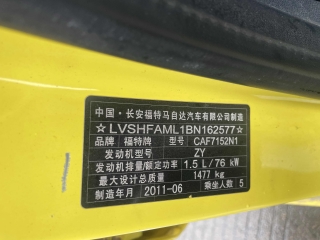 中国·长安福特马自达汽车有限公司制造
☆LVSHFAML1BN162577☆
品牌 福特牌 型号 CAF7152N1
发动机型号 ZY
发动机排量/额定功率 1.5 L/76 kW
最大设计总质量 1477 kg
制造年月 2011-06 乘坐人数 5